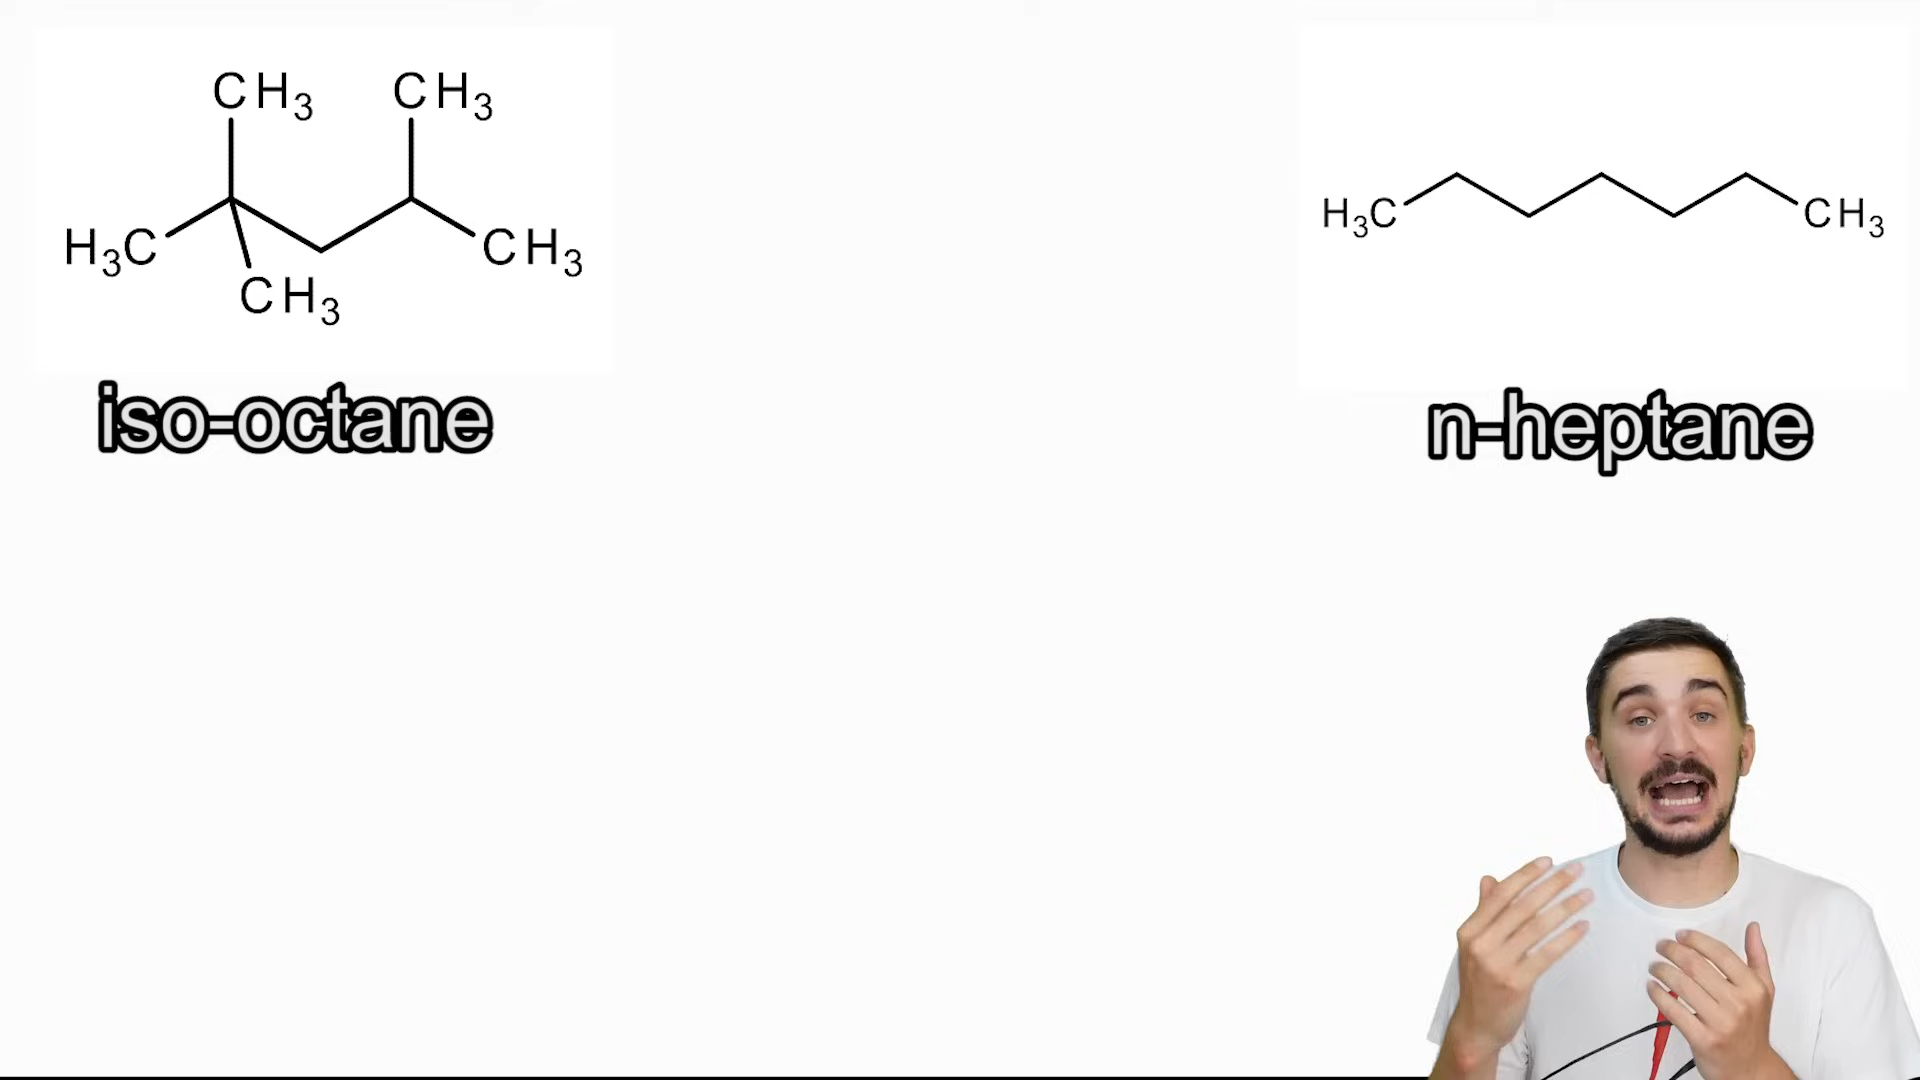 CH3 CH3
H3C CH3
CH3
iso-octane
H3C CH3
n-heptane